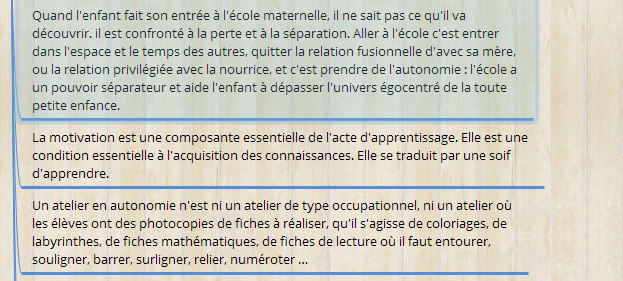 Quand l'enfant fait son entrée à l'école maternelle, il ne sait pas ce qu'il va
découvrir. il est confronté à la perte et à la séparation. Aller à l'école c'est entrer
dans l'espace et le temps des autres, quitter la relation fusionnelle d'avec sa mère,
ou la relation privilégiée avec la nourrice, et c'est prendre de l'autonomie : l'école a
un pouvoir séparateur et aide l'enfant à dépasser l'univers égocentré de la toute
petite enfance.
La motivation est une composante essentielle de l'acte d'apprentissage. Elle est une
condition essentielle à l'acquisition des connaissances. Elle se traduit par une soif
d'apprendre.
Un atelier en autonomie n'est ni un atelier de type occupationnel, ni un atelier où
les élèves ont des photocopies de fiches à réaliser, qu'il s'agisse de coloriages, de
labyrinthes, de fiches mathématiques, de fiches de lecture où il faut entourer,
souligner, barrer, surligner, relier, numéroter ...